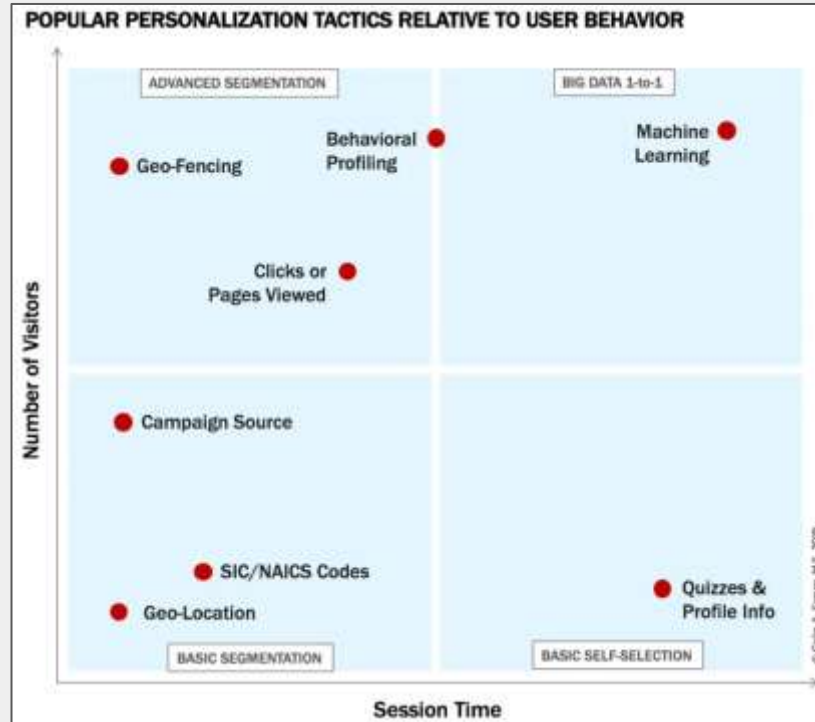 POPULAR PERSONALIZATION TACTICS RELATIVE TO USER BEHAVIOR
ADVANCED SEGMENTATION
BIG DATA 1-to-1
Behavioral
Profiling
Machine
Learning
Geo-Fencing
Clicks or
Pages Viewed
Number of Visitors
Campaign Source
SIC/NAICS Codes
Geo-Location
Quizzes &
Profile Info
BASIC SEGMENTATION
BASIC SELF-SELECTION
Session Time